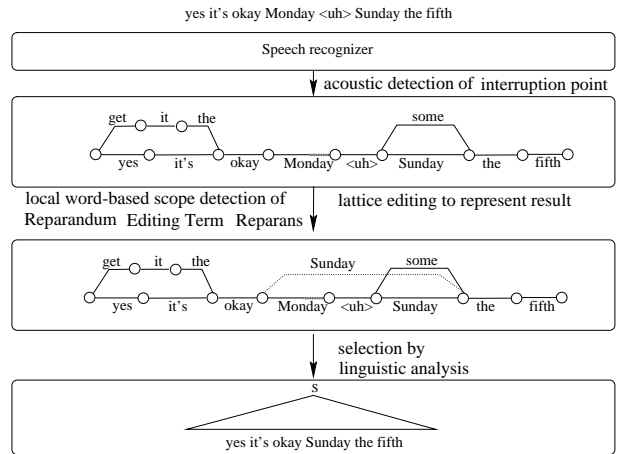 yes it's okay Monday <uh> Sunday the fifth
Speech recognizer
acoustic detection of interruption point
get it the some
yes it's okay Monday <uh> Sunday the fifth
local word-based scope detection of lattice editing to represent result
Reparandum Editing Term Reparans
get it the Sunday some
yes it's okay Monday <uh> Sunday the fifth
selection by
linguistic analysis
S
yes it's okay Sunday the fifth